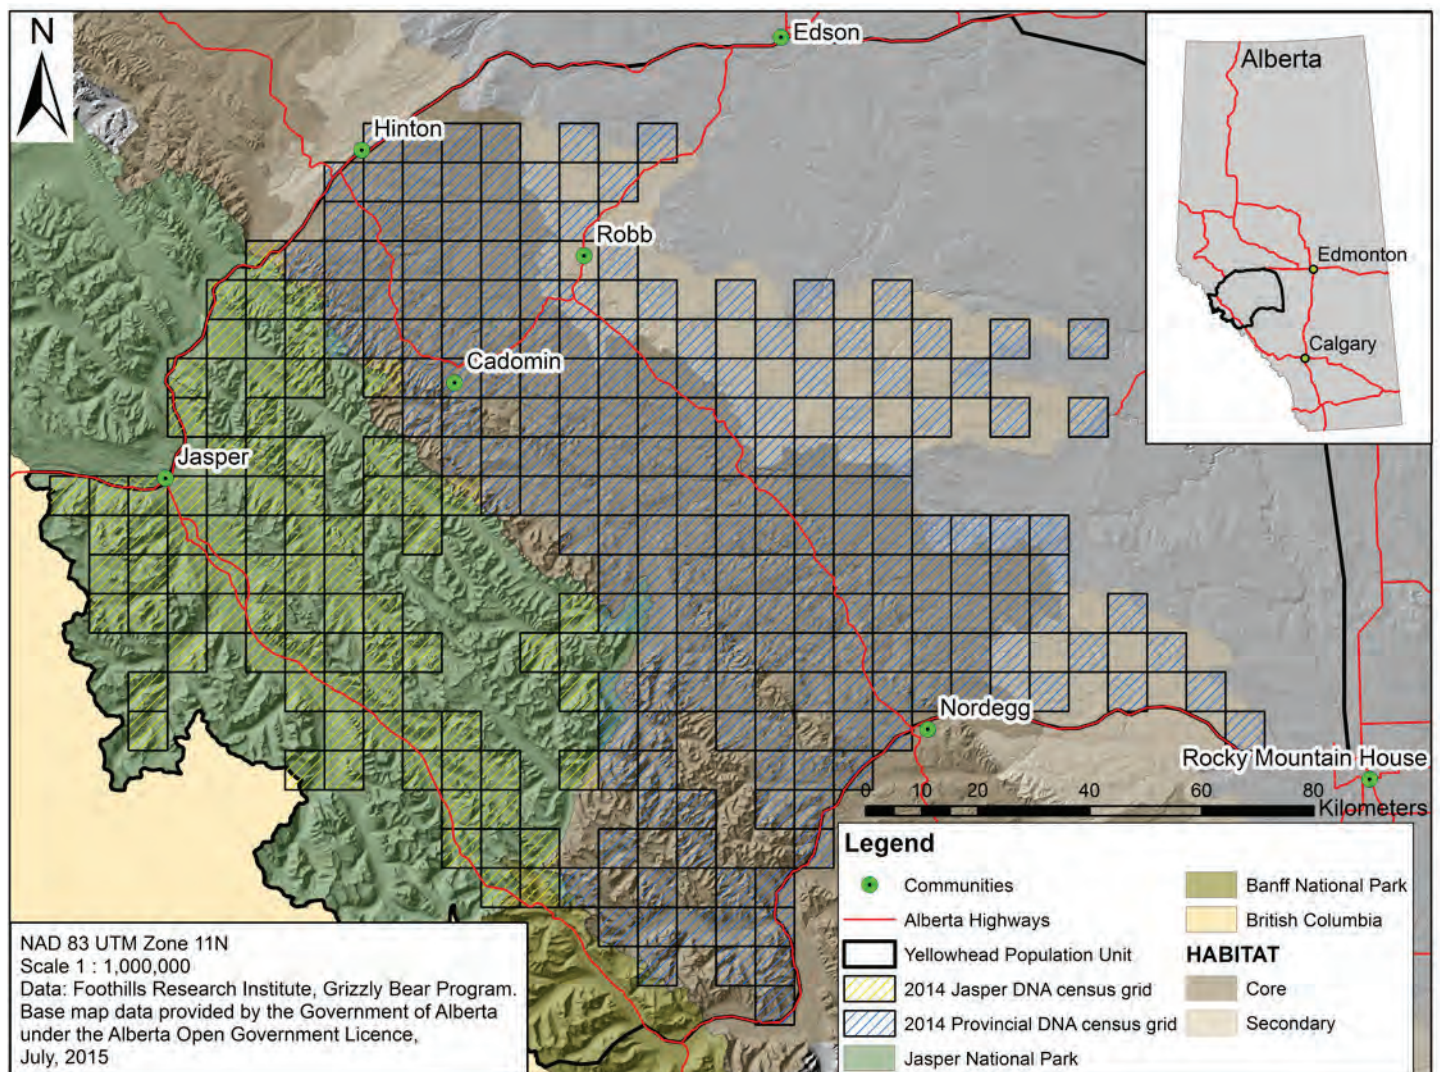 N
Edson
Hinton
Robb
Cadomin
Jasper
Nordegg
Rocky Mountain House
Alberta
Edmonton
Calgary
0 10 20 40 60 80
Kilometers
Legend
Communities
Alberta Highways
Yellowhead Population Unit
2014 Jasper DNA census grid
2014 Provincial DNA census grid
Jasper National Park
Banff National Park
British Columbia
HABITAT
Core
Secondary
NAD 83 UTM Zone 11N
Scale 1 : 1,000,000
Data: Foothills Research Institute, Grizzly Bear Program.
Base map data provided by the Government of Alberta
under the Alberta Open Government Licence,
July, 2015